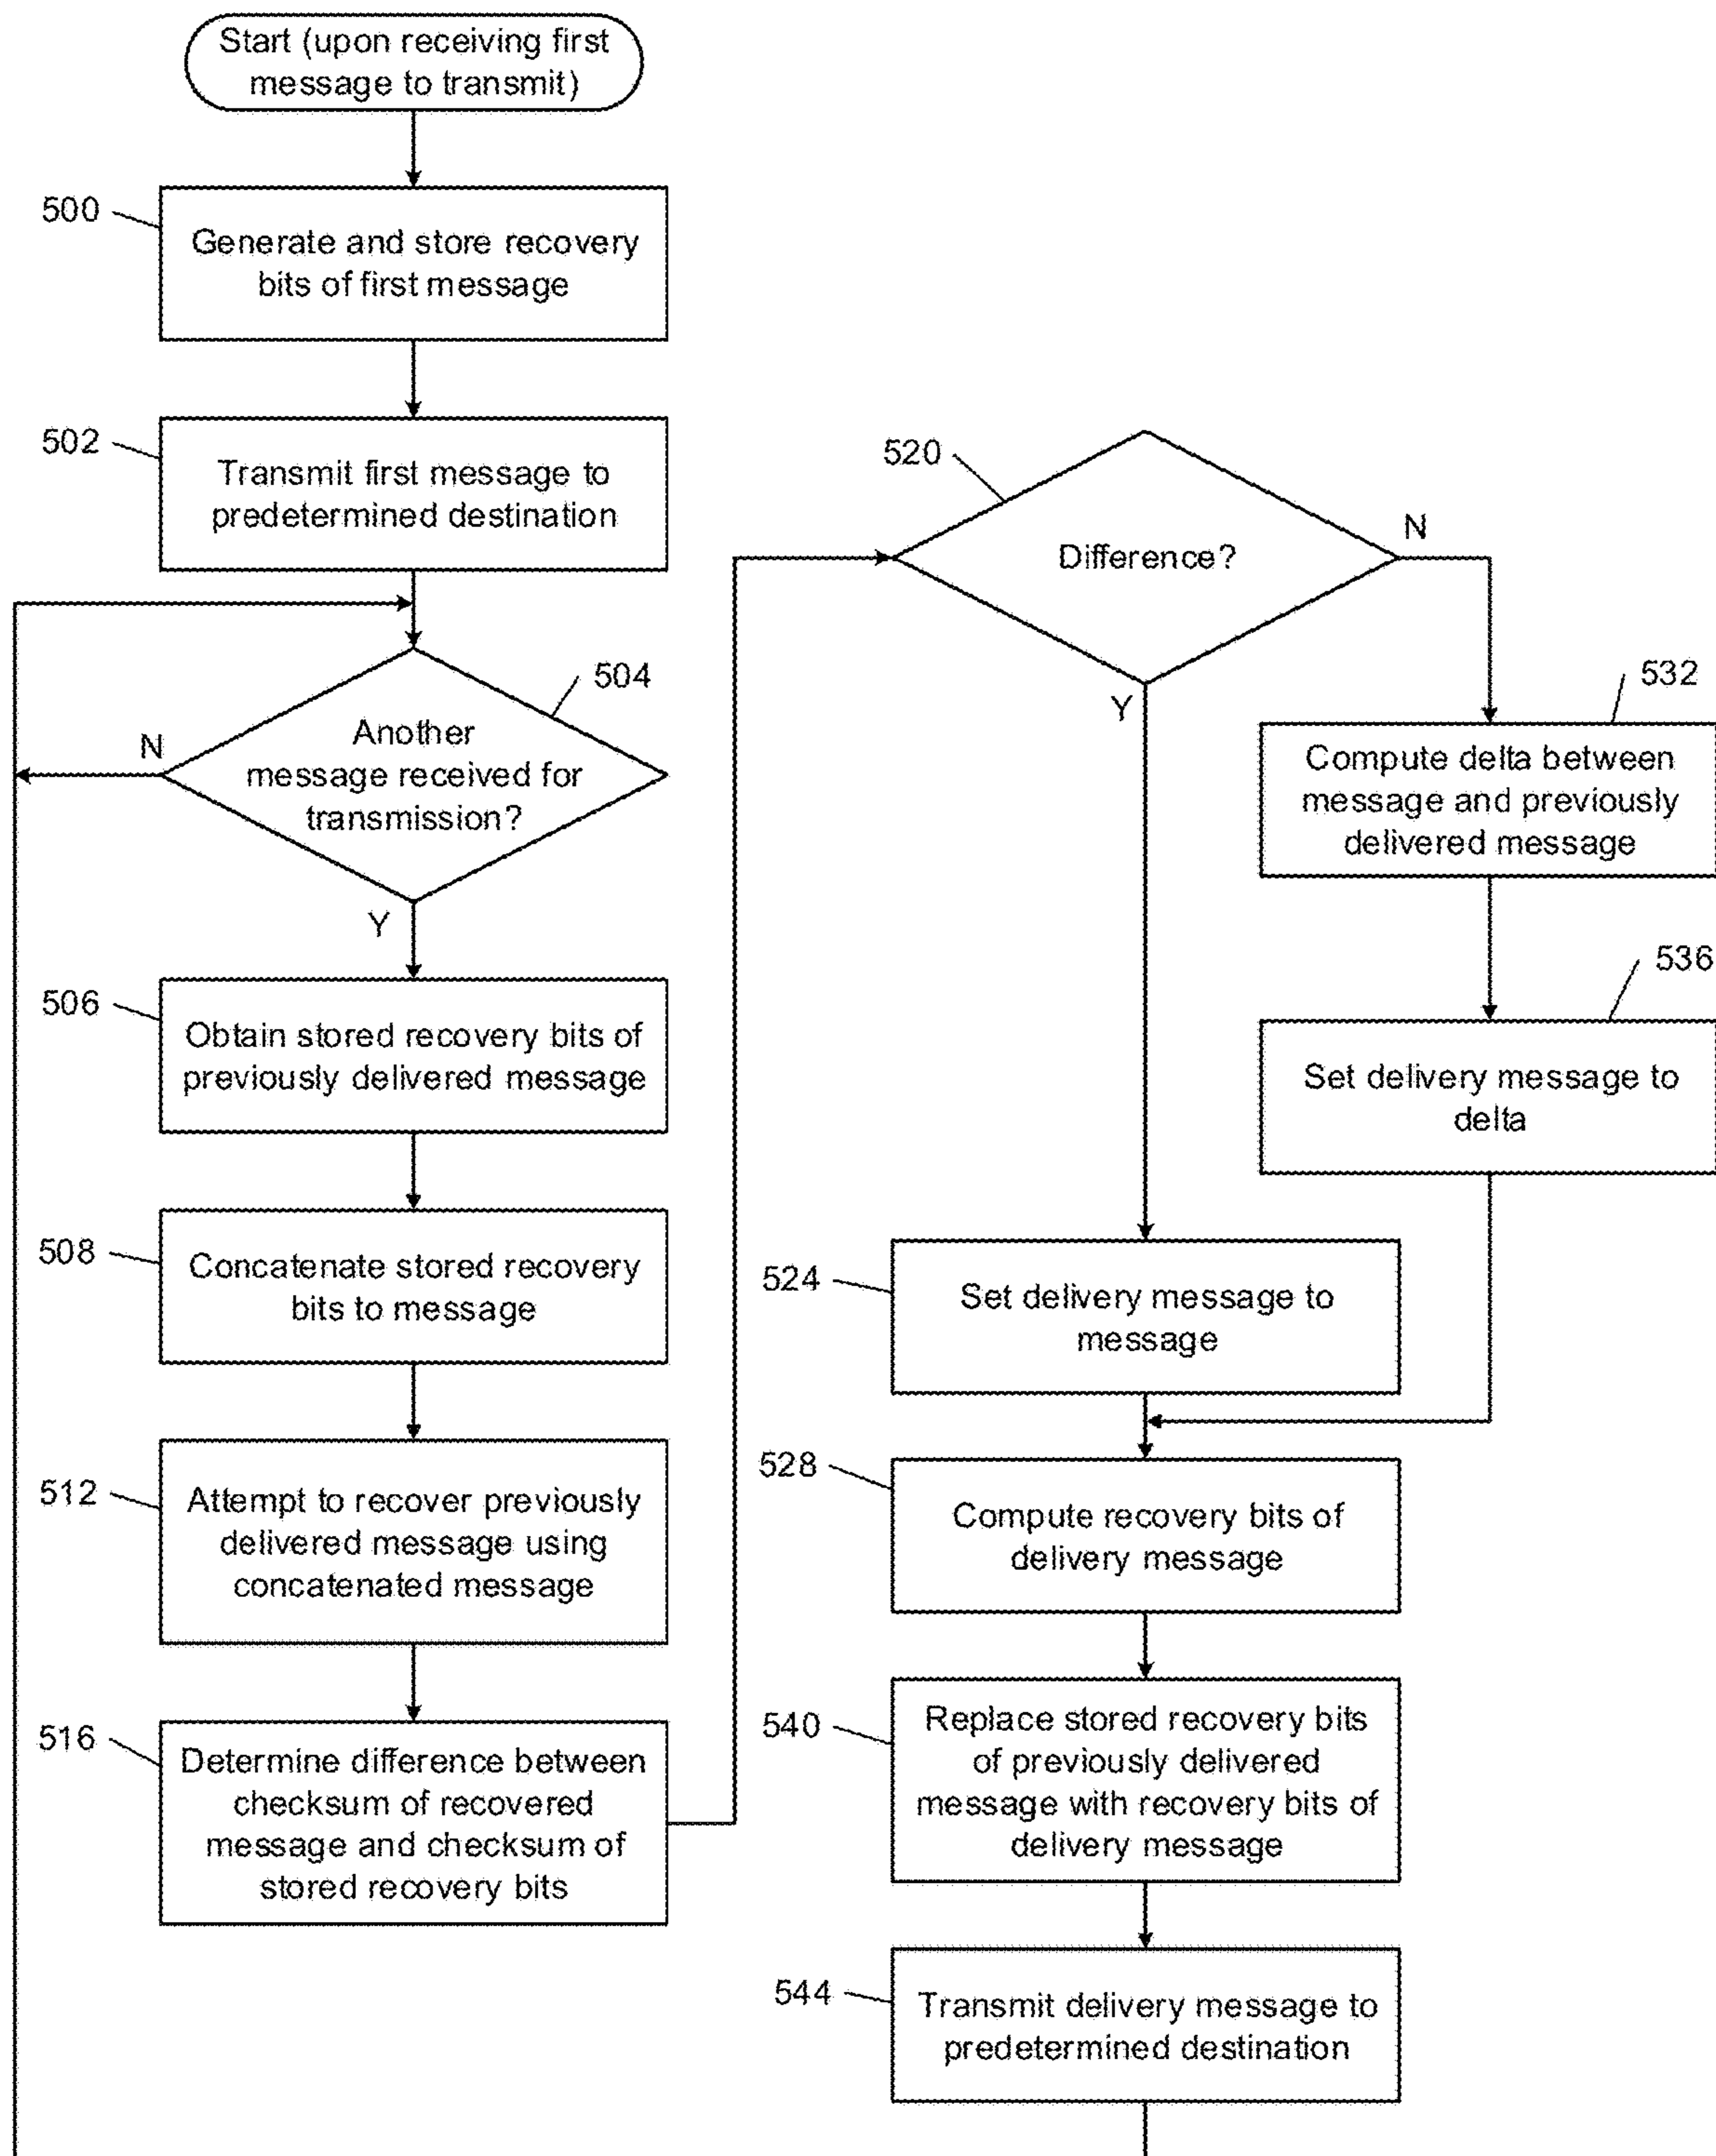 Start (upon receiving first
message to transmit)
500
Generate and store recovery
bits of first message
502
Transmit first message to
predetermined destination
504
Another
message received for
transmission?
N
Y
506
Obtain stored recovery bits of
previously delivered message
508
Concatenate stored recovery
bits to message
512
Attempt to recover previously
delivered message using
concatenated message
516
Determine difference between
checksum of recovered
message and checksum of
stored recovery bits
520
Difference?
N
Y
532
Compute delta between
message and previously
delivered message
536
Set delivery message to
delta
524
Set delivery message to
message
528
Compute recovery bits of
delivery message
540
Replace stored recovery bits
of previously delivered
message with recovery bits of
delivery message
544
Transmit delivery message to
predetermined destination